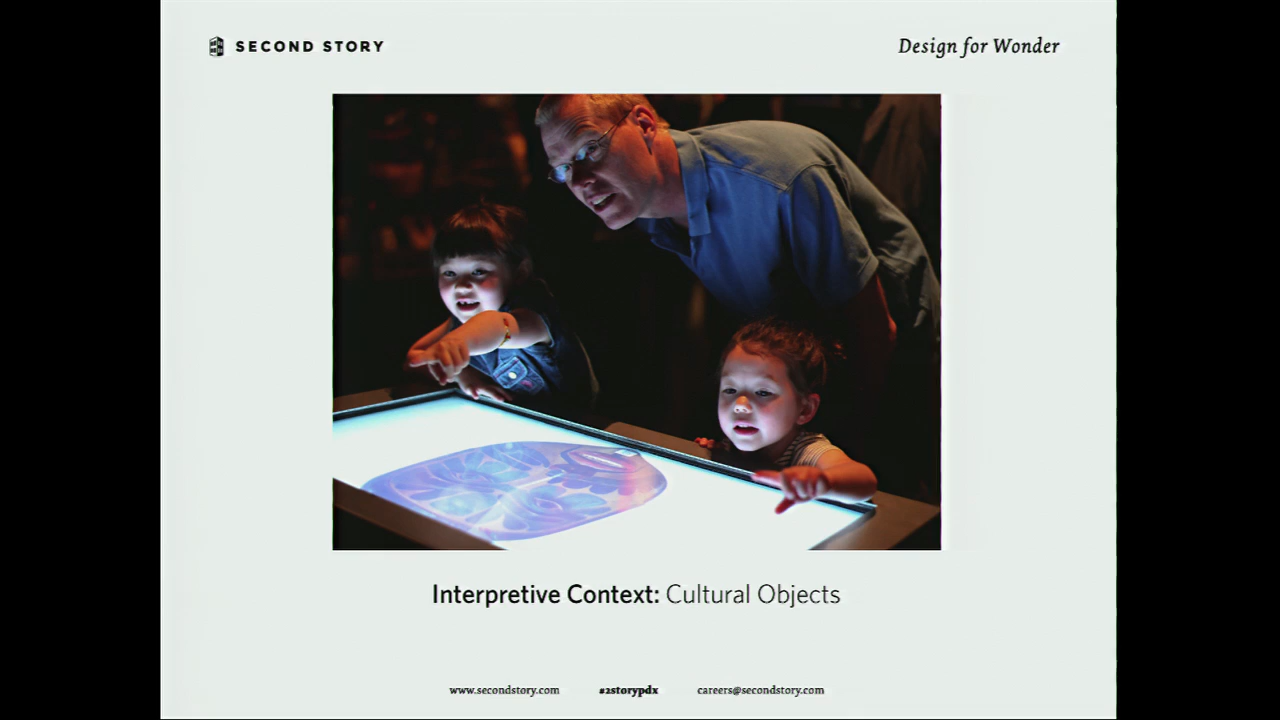 SECOND STORY
Design for Wonder
Interpretive Context: Cultural Objects
www.secondstory.com #2storypdx careers@secondstory.com